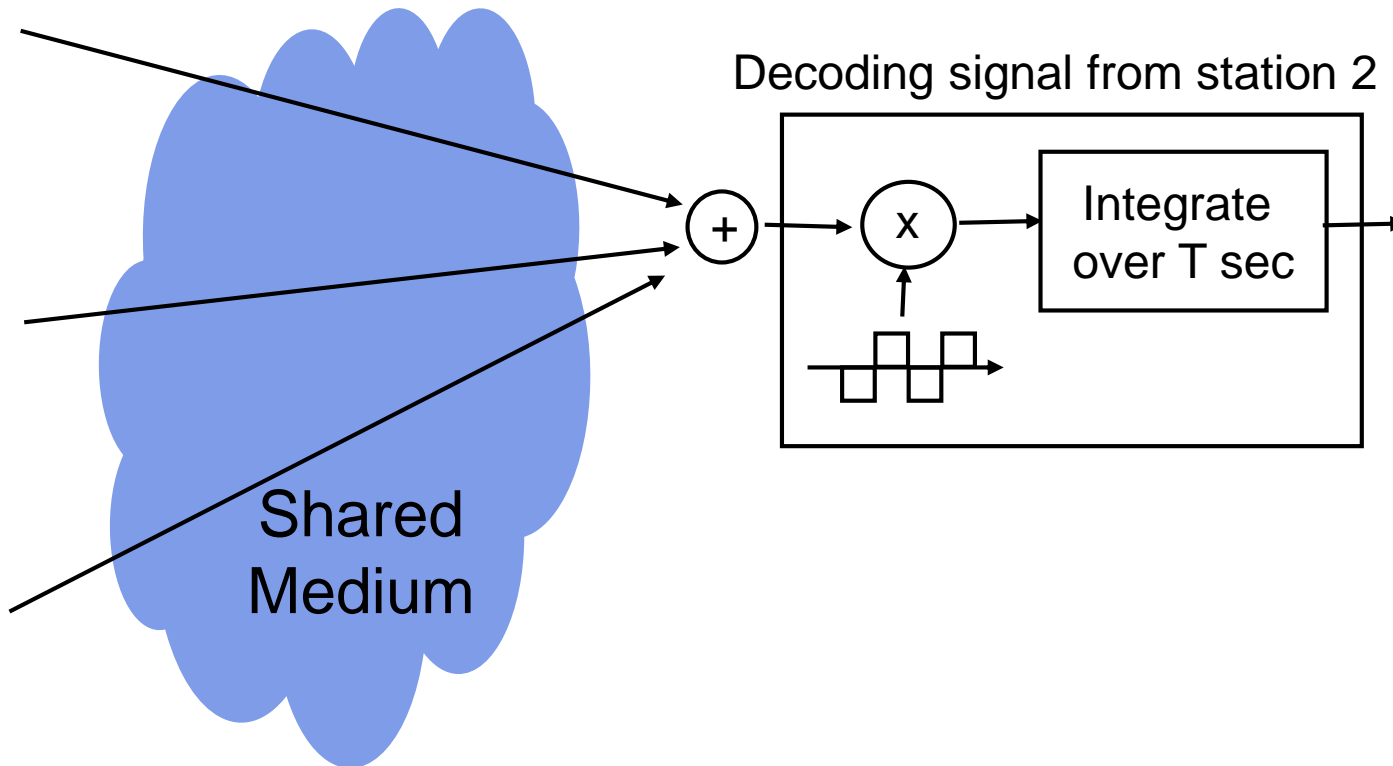 Decoding signal from station 2
+
x
Integrate
over T sec
Shared
Medium